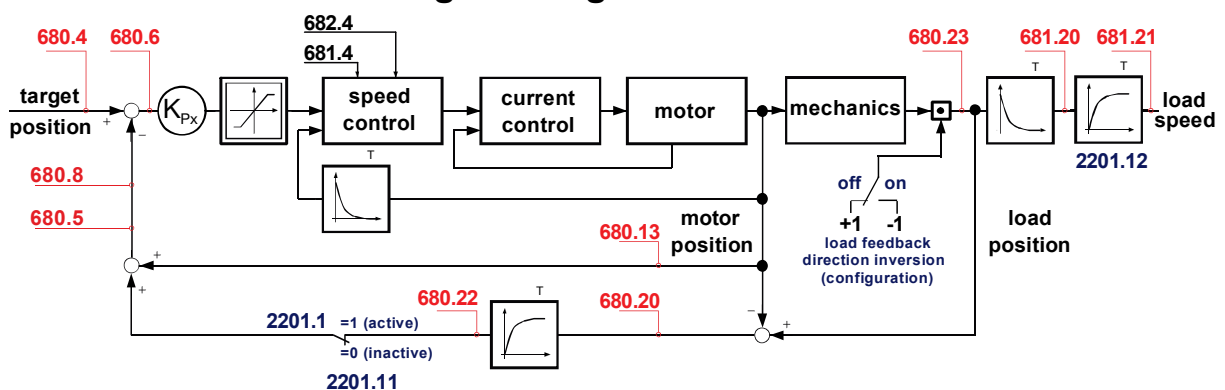 682.4
680.4 680.6 680.23 681.20 681.21
681.4
T T
target position
+
−
K_Px
speed control
current control
motor
mechanics
load speed
T
2201.12
680.8
off on
680.5
motor position
+1 -1
load position
680.13
load feedback
direction inversion
(configuration)
+
+
T
680.22 680.20
−
+
2201.1 =1 (active)
=0 (inactive)
2201.11